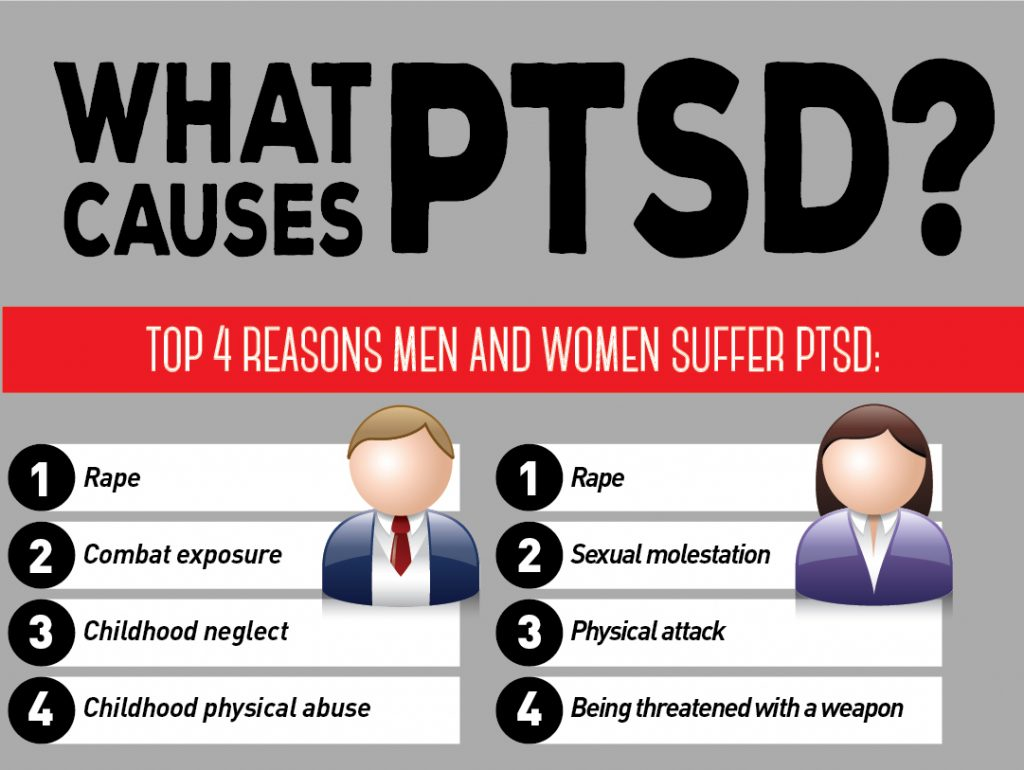 WHAT
CAUSES
PTSD?
TOP 4 REASONS MEN AND WOMEN SUFFER PTSD:
1 Rape
2 Combat exposure
3 Childhood neglect
4 Childhood physical abuse
1 Rape
2 Sexual molestation
3 Physical attack
4 Being threatened with a weapon